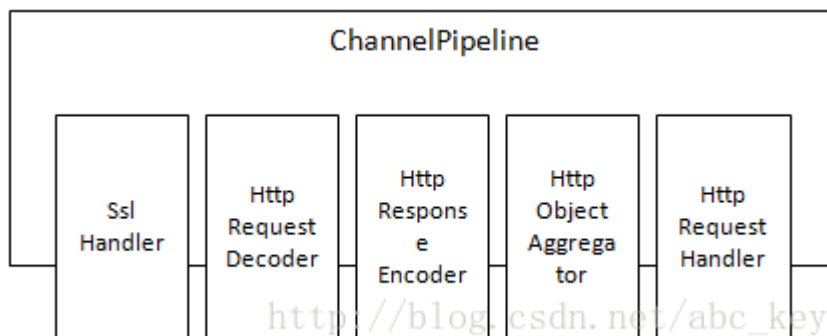 ChannelPipeline
Ssl
Handler
Http
Request
Decoder
Http
Respons
e
Encoder
Http
Object
Aggrega
tor
Http
Request
Handler
http://blog.csdn.net/abc_key